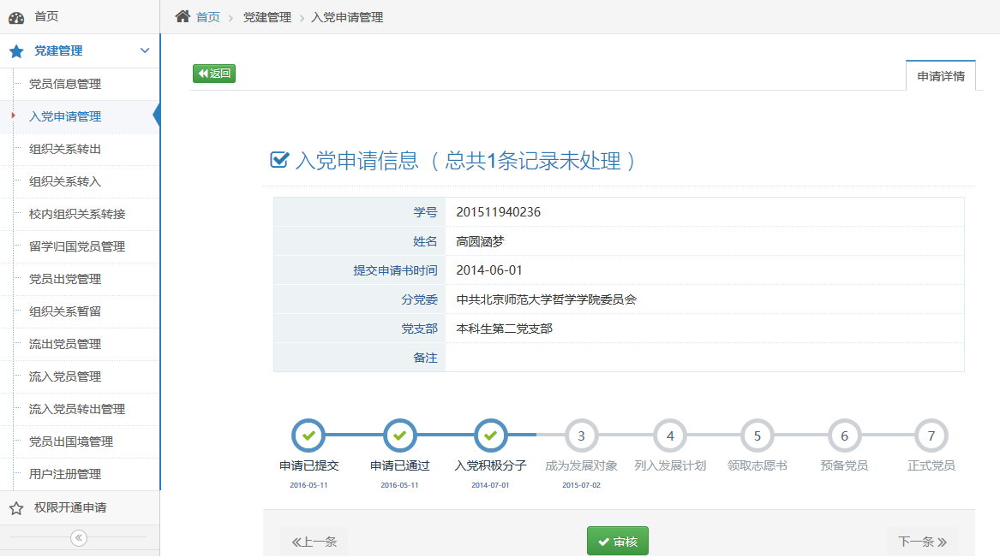 首页
党建管理
党员信息管理
入党申请管理
组织关系转出
组织关系转入
校内组织关系转接
留学归国党员管理
党员出党管理
组织关系暂留
流出党员管理
流入党员管理
流入党员转出管理
党员出国境管理
用户注册管理
权限开通申请
首页 > 党建管理 > 入党申请管理
返回
申请详情
入党申请信息 （ 总共1条记录未处理 ）
学号 201511940236
姓名 高圆涵梦
提交申请书时间 2014-06-01
分党委 中共北京师范大学哲学学院委员会
党支部 本科生第二党支部
备注
3 4 5 6 7
申请已提交 申请已通过 入党积极分子 成为发展对象 列入发展计划 领取志愿书 预备党员 正式党员
2016-05-11 2016-05-11 2014-07-01 2015-07-02
上一条 审核 下一条